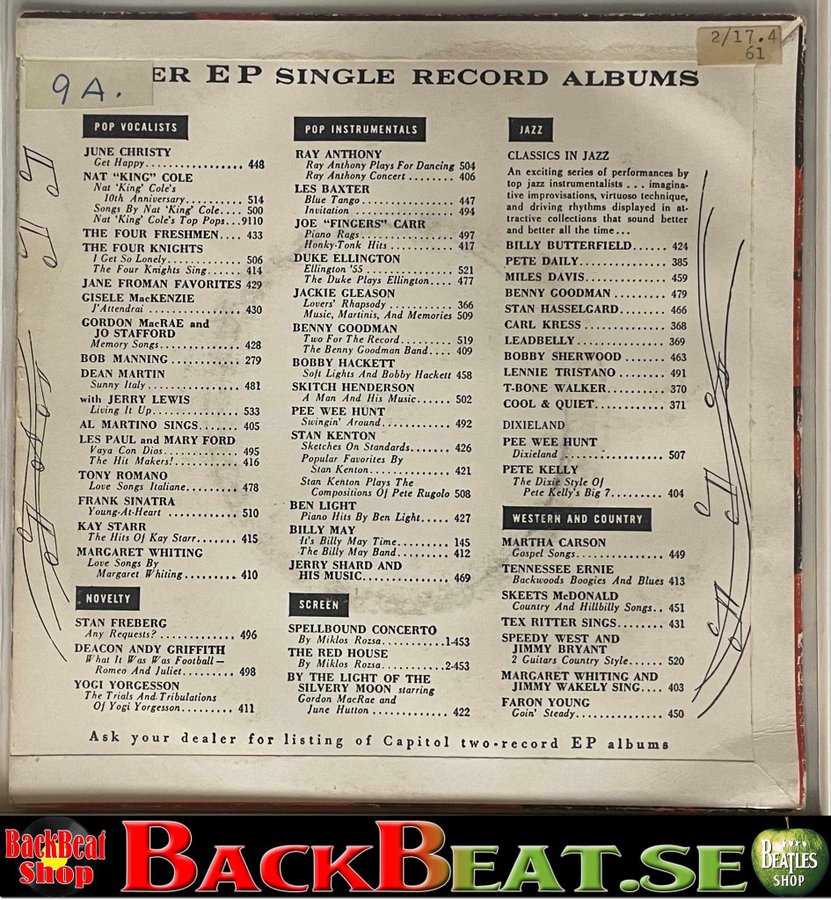 2/17.4
61
9 A.
ER EP SINGLE RECORD ALBUMS
POP VOCALISTS
JUNE CHRISTY
Get Happy................. 448
NAT "KING" COLE
Nat 'King' Cole's
10th Anniversary......... 514
Songs By Nat 'King' Cole.... 500
Nat 'King' Cole's Top Pops...9110
THE FOUR FRESHMEN.... 433
THE FOUR KNIGHTS
I Get So Lonely............. 506
The Four Knights Sing...... 414
JANE FROMAN FAVORITES 429
GISELE MacKENZIE
J'Attendrai ................ 430
GORDON MacRAE and
JO STAFFORD
Memory Songs............... 428
BOB MANNING ............ 279
DEAN MARTIN
Sunny Italy ................ 481
with JERRY LEWIS
Living It Up................ 533
AL MARTINO SINGS...... 405
LES PAUL and MARY FORD
Vaya Con Dios.............. 495
The Hit Makers!............ 416
TONY ROMANO
Love Songs Italiane......... 478
FRANK SINATRA
Young-At-Heart ............ 510
KAY STARR
The Hits Of Kay Starr...... 415
MARGARET WHITING
Love Songs By
Margaret Whiting......... 410
NOVELTY
STAN FREBERG
Any Requests? ............. 496
DEACON ANDY GRIFFITH
What It Was Was Football—
Romeo And Juliet......... 498
YOGI YORGESSON
The Trials And Tribulations
Of Yogi Yorgesson......... 411
POP INSTRUMENTALS
RAY ANTHONY
Ray Anthony Plays For Dancing 504
Ray Anthony Concert ........ 406
LES BAXTER
Blue Tango ................. 447
Invitation .................. 494
JOE "FINGERS" CARR
Piano Rags.................. 497
Honky-Tonk Hits ............ 417
DUKE ELLINGTON
Ellington '55 ............... 521
The Duke Plays Ellington.... 477
JACKIE GLEASON
Lovers' Rhapsody ........... 366
Music, Martinis, And Memories 509
BENNY GOODMAN
Two For The Record......... 519
The Benny Goodman Band.... 409
BOBBY HACKETT
Soft Lights And Bobby Hackett 458
SKITCH HENDERSON
A Man And His Music...... 502
PEE WEE HUNT
Swingin' Around............ 492
STAN KENTON
Sketches On Standards....... 426
Popular Favorites By
Stan Kenton.............. 421
Stan Kenton Plays The
Compositions Of Pete Rugolo 508
BEN LIGHT
Piano Hits By Ben Light..... 427
BILLY MAY
It's Billy May Time......... 145
The Billy May Band......... 412
JERRY SHARD and
HIS MUSIC.............. 469
SCREEN
SPELLBOUND CONCERTO
By Miklos Rozsa...........1-453
THE RED HOUSE
By Miklos Rozsa...........2-453
BY THE LIGHT OF THE
SILVERY MOON starring
Gordon MacRae and
June Hutton ............. 422
JAZZ
CLASSICS IN JAZZ
An exciting series of performances by
top jazz instrumentalists . . . imagina-
tive improvisations, virtuoso technique,
and driving rhythms displayed in at-
tractive collections that sound better
and better all the time . . .
BILLY BUTTERFIELD...... 424
PETE DAILY............... 385
MILES DAVIS.............. 459
BENNY GOODMAN ........ 479
STAN HASSELGARD....... 466
CARL KRESS .............. 368
LEADBELLY............... 369
BOBBY SHERWOOD ...... 463
LENNIE TRISTANO ....... 491
T-BONE WALKER......... 370
COOL & QUIET............ 371
DIXIELAND
PEE WEE HUNT
Dixieland .................. 507
PETE KELLY
The Dixie Style Of
Pete Kelly's Big 7......... 404
WESTERN AND COUNTRY
MARTHA CARSON
Gospel Songs............... 449
TENNESSEE ERNIE
Backwoods Boogies And Blues 413
SKEETS McDONALD
Country And Hillbilly Songs.. 451
TEX RITTER SINGS........ 431
SPEEDY WEST and
JIMMY BRYANT
2 Guitars Country Style...... 520
MARGARET WHITING and
JIMMY WAKELY SING.... 403
FARON YOUNG
Goin' Steady............... 450
Ask your dealer for listing of Capitol two-record EP albums
BackBeat
Shop
BACKBEAT.SE
BEATLES
SHOP